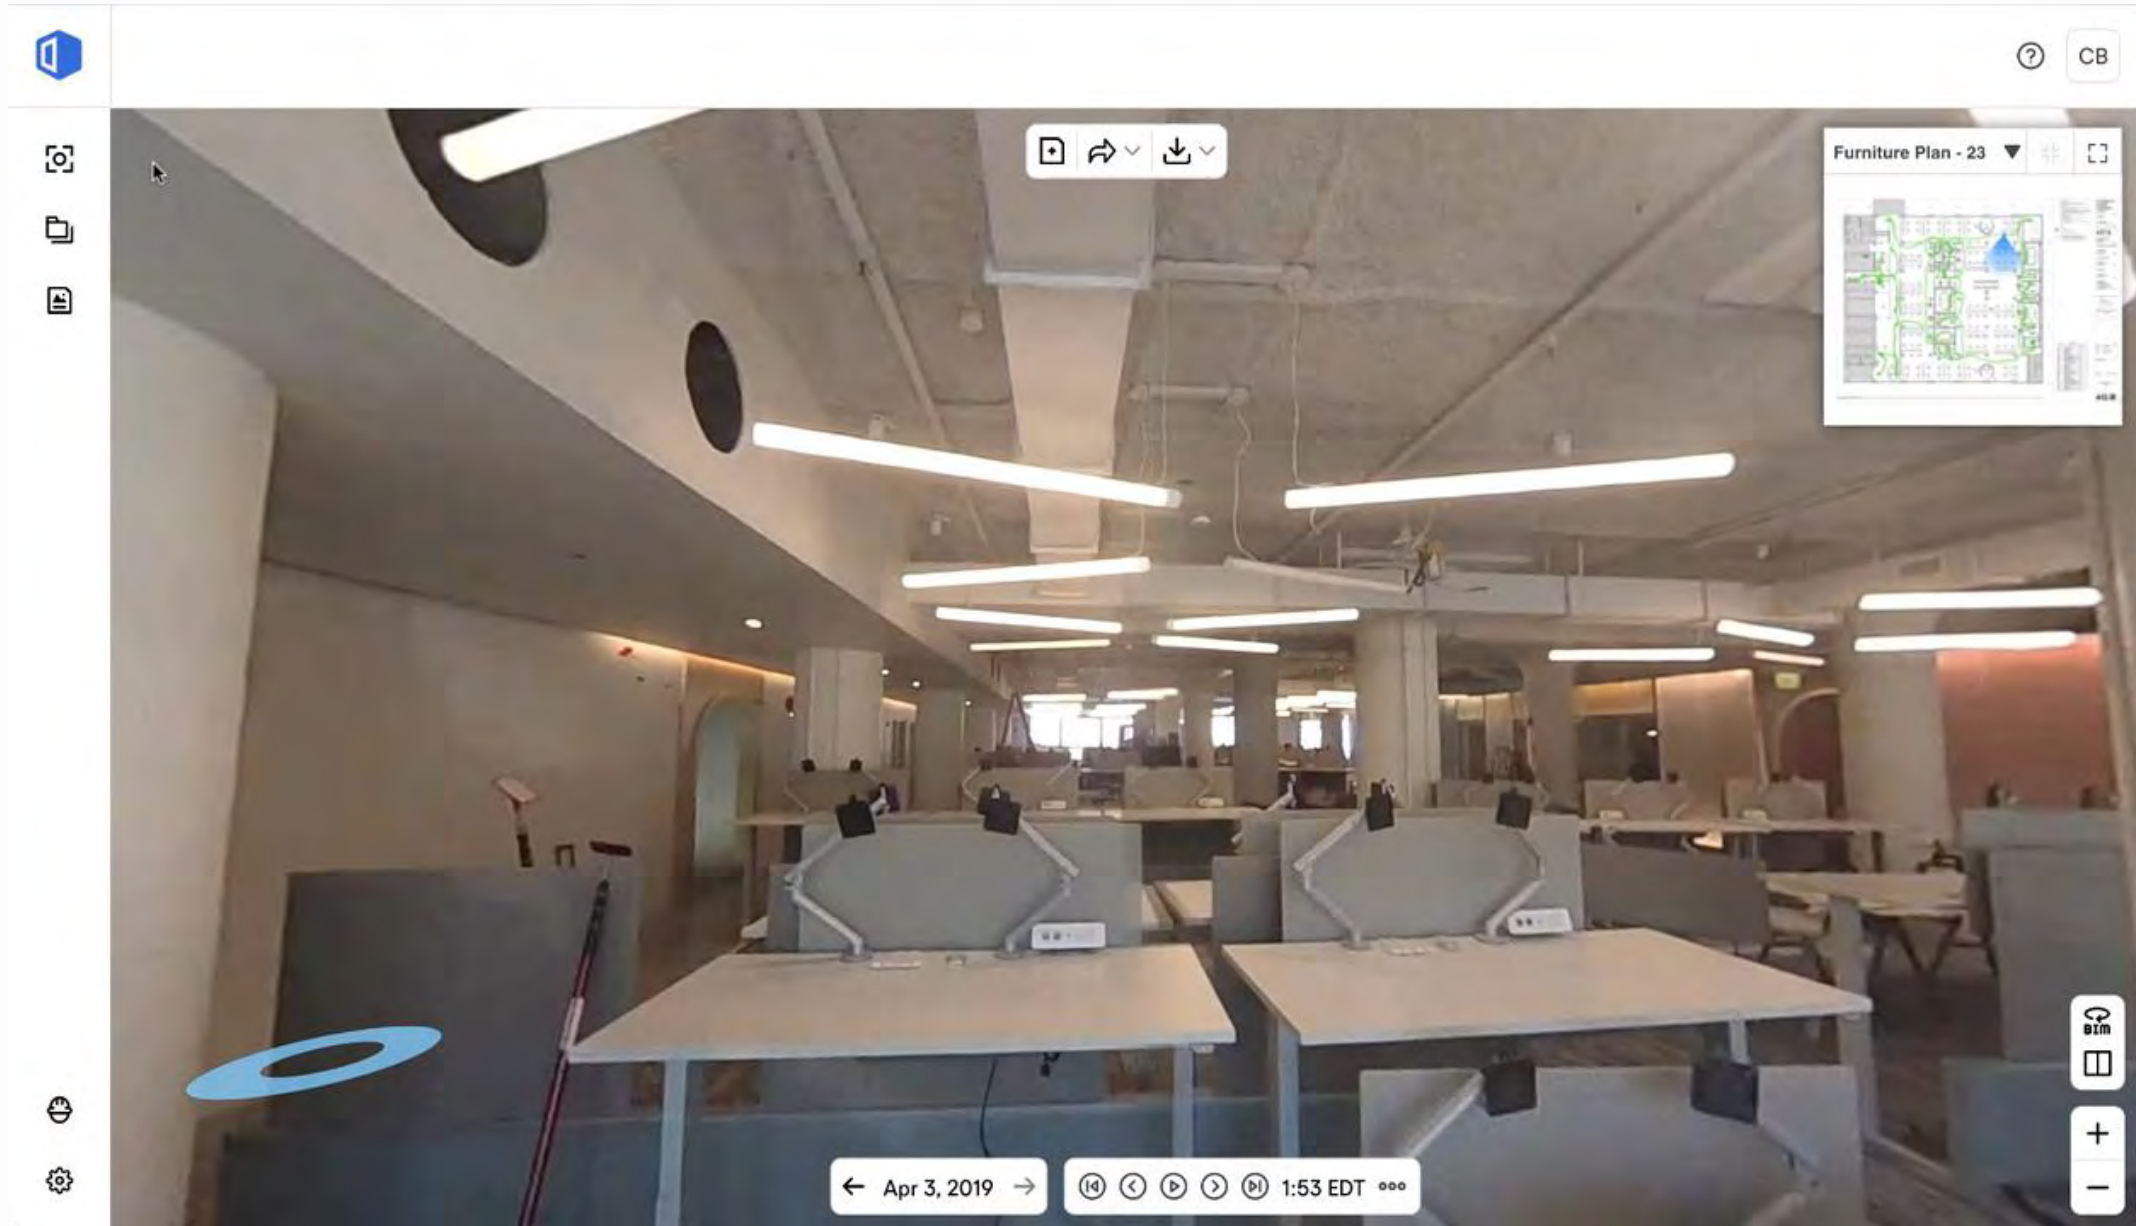 CB
Furniture Plan - 23
BIM
Apr 3, 2019
1:53 EDT